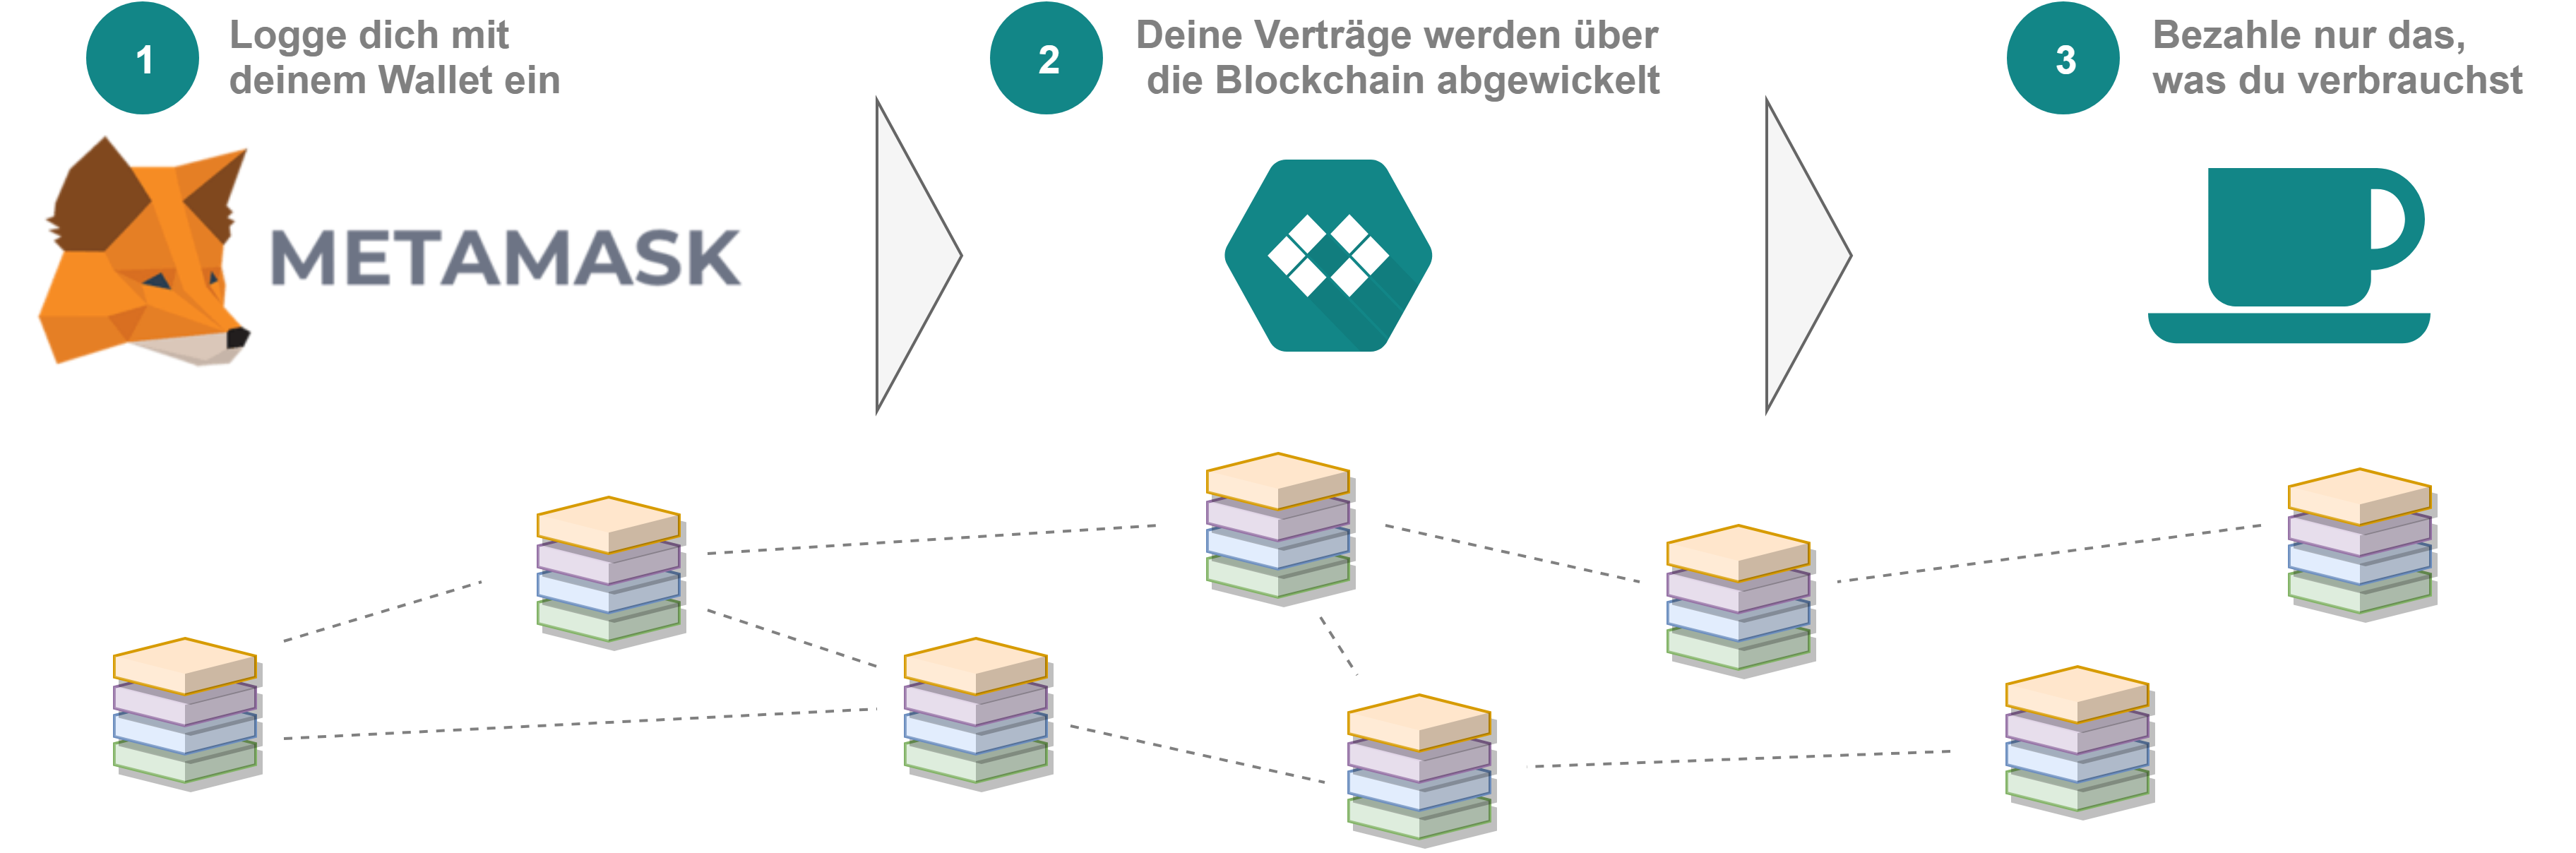 1
Logge dich mit
deinem Wallet ein
METAMASK
2
Deine Verträge werden über
die Blockchain abgewickelt
3
Bezahle nur das,
was du verbrauchst